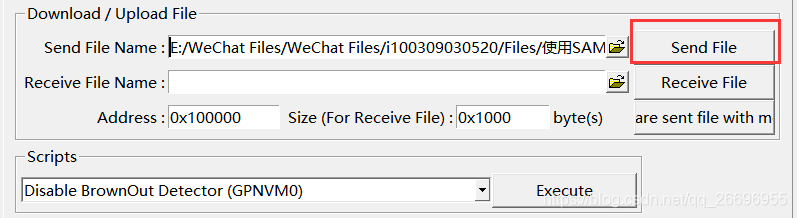 Download / Upload File
Send File Name : E:/WeChat Files/WeChat Files/i100309030520/Files/使用SAM Send File
Receive File Name : Receive File
Address : 0x100000 Size (For Receive File) : 0x1000 byte(s) are sent file with m
Scripts
Disable BrownOut Detector (GPNVM0) Execute
https://blog.csdn.net/qq_26696955